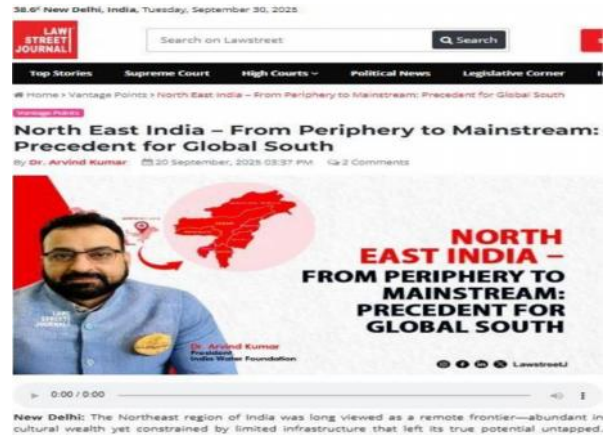 38.6° New Delhi, India, Tuesday, September 30, 2025
LAW
STREET
JOURNAL
Search on Lawstreet
Search
Top Stories
Supreme Court
High Courts
Political News
Legislative Corner
Home > Vantage Points > North East India – From Periphery to Mainstream: Precedent for Global South
Vantage Points
North East India – From Periphery to Mainstream:
Precedent for Global South
By Dr. Arvind Kumar 20 September, 2025 03:37 PM 2 Comments
NORTH
EAST INDIA –
FROM PERIPHERY TO
MAINSTREAM:
PRECEDENT FOR
GLOBAL SOUTH
LAW STREET
JOURNAL
Dr. Arvind Kumar
President
India Water Foundation
LawstreetJ
0:00 / 0:00
New Delhi: The Northeast region of India was long viewed as a remote frontier—abundant in
cultural wealth yet constrained by limited infrastructure that left its true potential untapped.